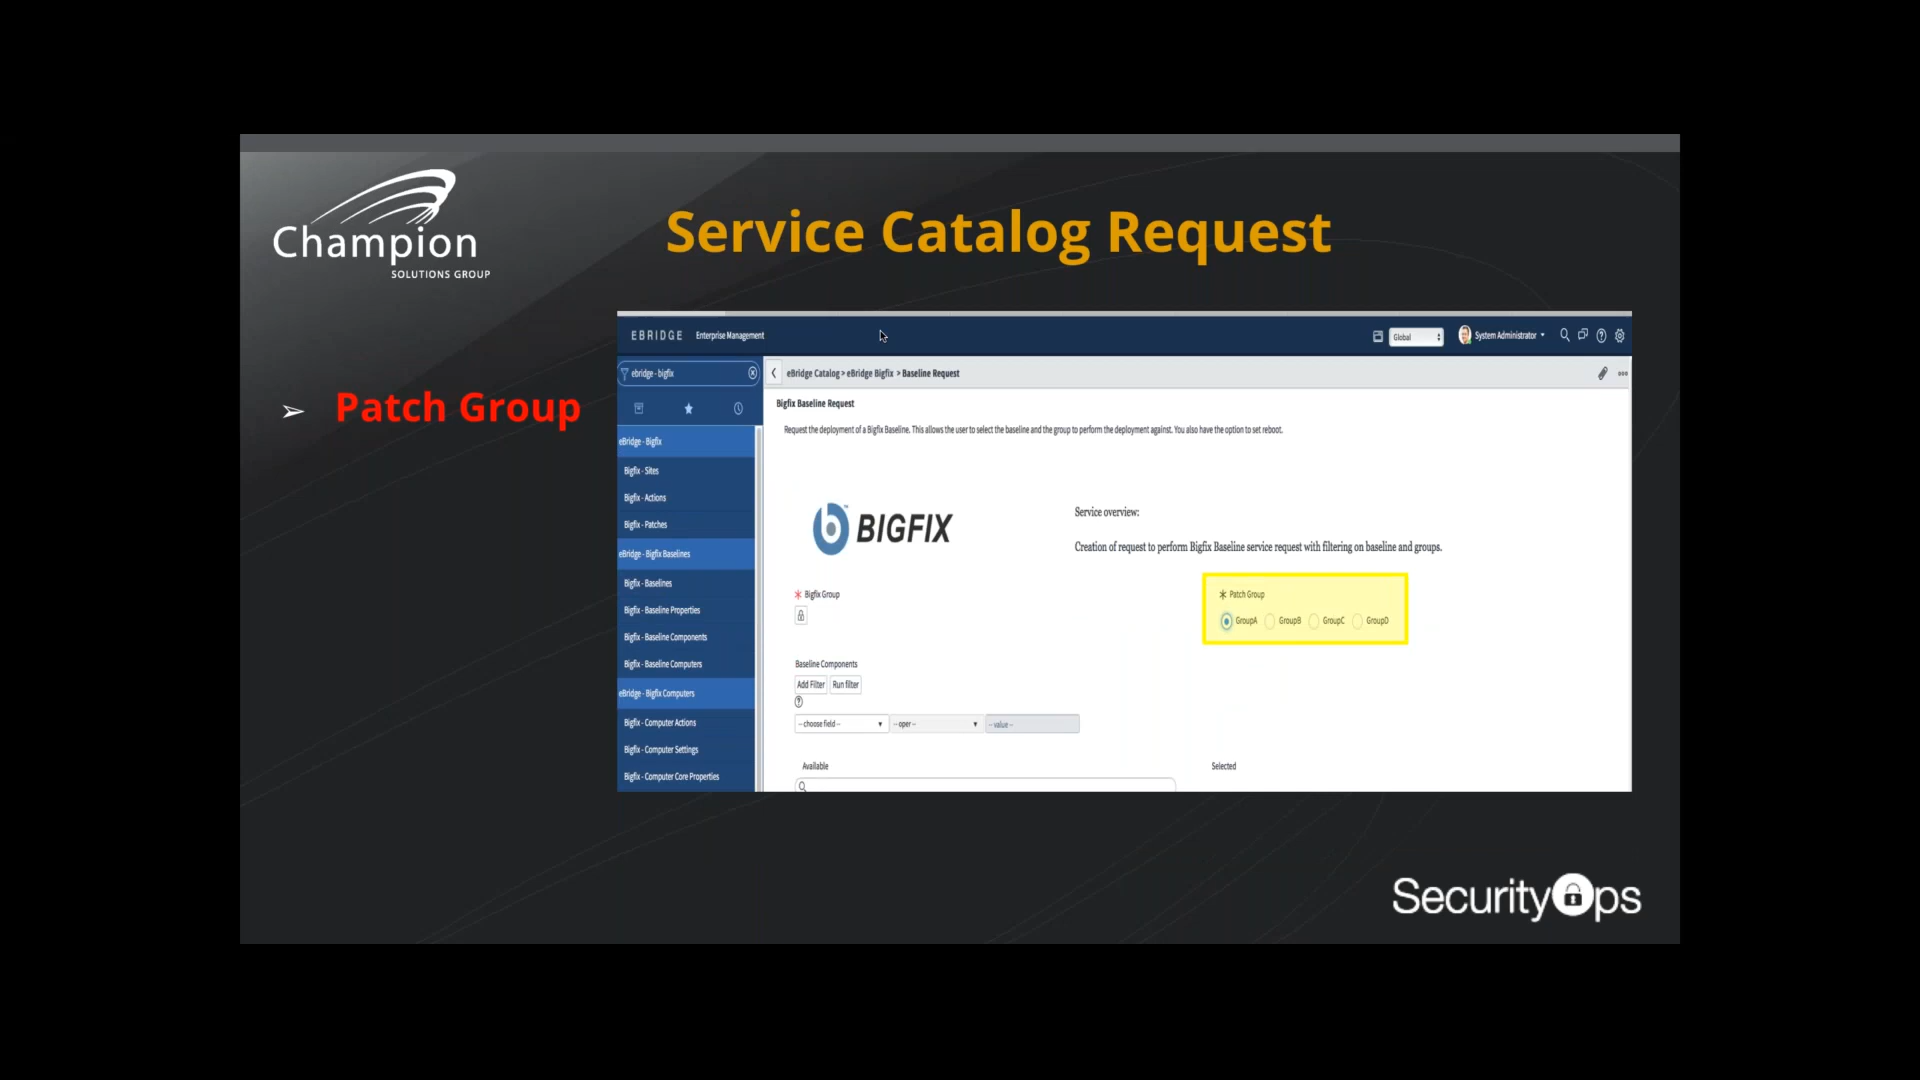 Champion
SOLUTIONS GROUP
Service Catalog Request
➢ Patch Group
EBRIDGE Enterprise Management
Global
System Administrator
ebridge - bigfix
eBridge Catalog > eBridge Bigfix > Baseline Request
eBridge - Bigfix
Bigfix - Sites
Bigfix - Actions
Bigfix - Patches
eBridge - Bigfix Baselines
Bigfix - Baselines
Bigfix - Baseline Properties
Bigfix - Baseline Components
Bigfix - Baseline Computers
eBridge - Bigfix Computers
Bigfix - Computer Actions
Bigfix - Computer Settings
Bigfix - Computer Core Properties
Bigfix Baseline Request
Request the deployment of a Bigfix Baseline. This allows the user to select the baseline and the group to perform the deployment against. You also have the option to set reboot.
BIGFIX
Service overview:
Creation of request to perform Bigfix Baseline service request with filtering on baseline and groups.
* Bigfix Group
* Patch Group
GroupA GroupB GroupC GroupD
Baseline Components
Add Filter Run filter
-- choose field -- -- oper -- -- value --
Available
Selected
SecurityOps